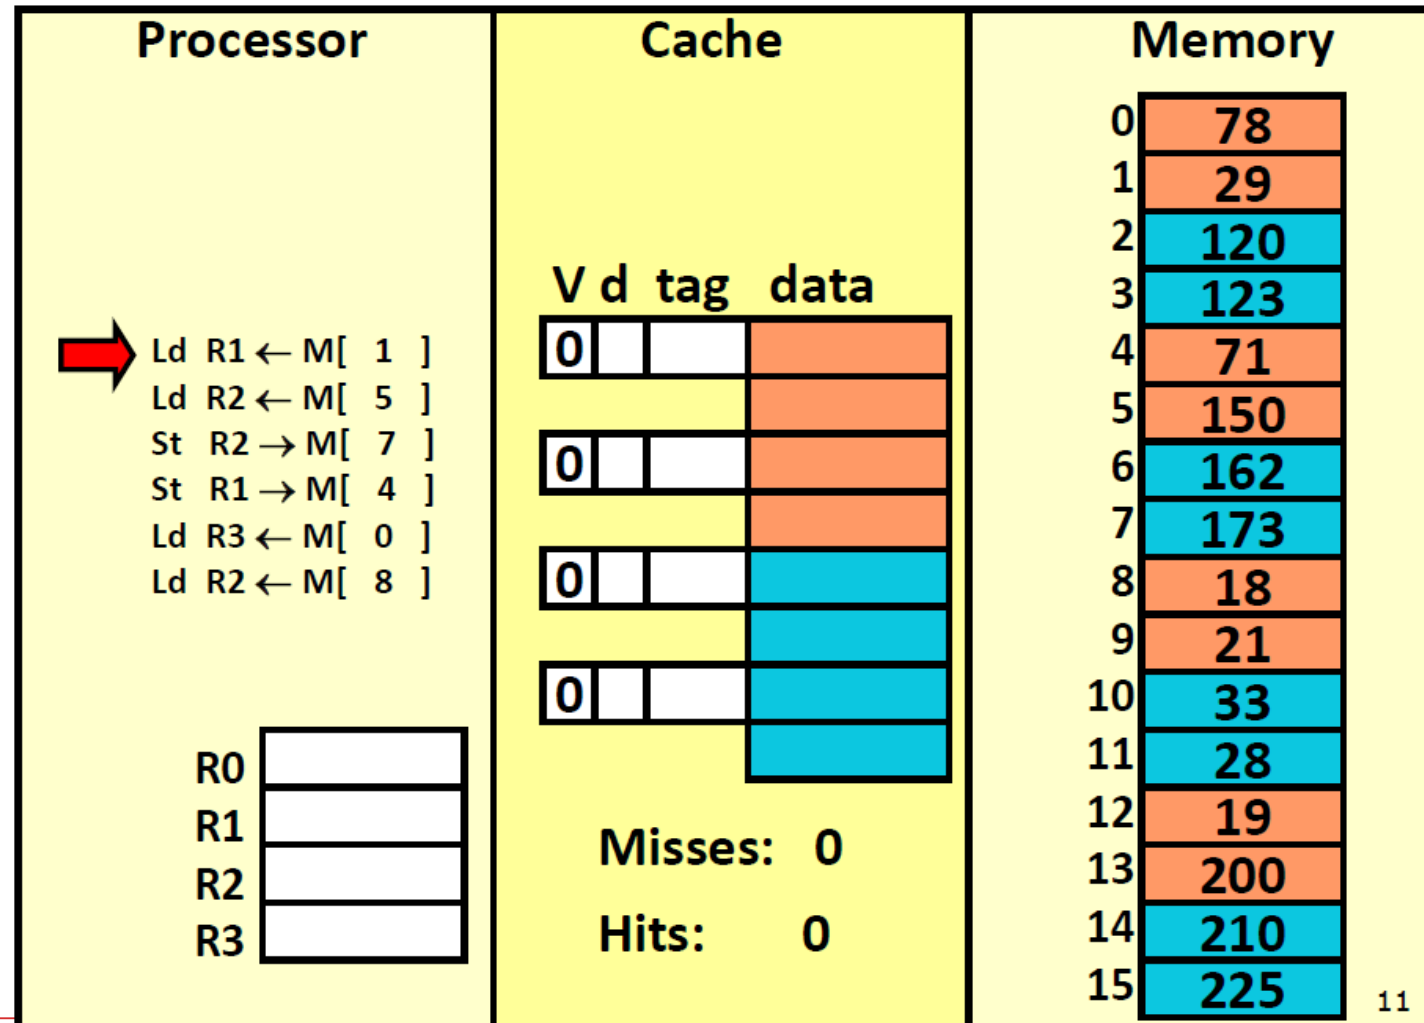 Processor
Ld R1 ← M[ 1 ]
Ld R2 ← M[ 5 ]
St R2 → M[ 7 ]
St R1 → M[ 4 ]
Ld R3 ← M[ 0 ]
Ld R2 ← M[ 8 ]
R0
R1
R2
R3
Cache
V d tag data
0
0
0
0
Misses: 0
Hits: 0
Memory
0 78
1 29
2 120
3 123
4 71
5 150
6 162
7 173
8 18
9 21
10 33
11 28
12 19
13 200
14 210
15 225
11